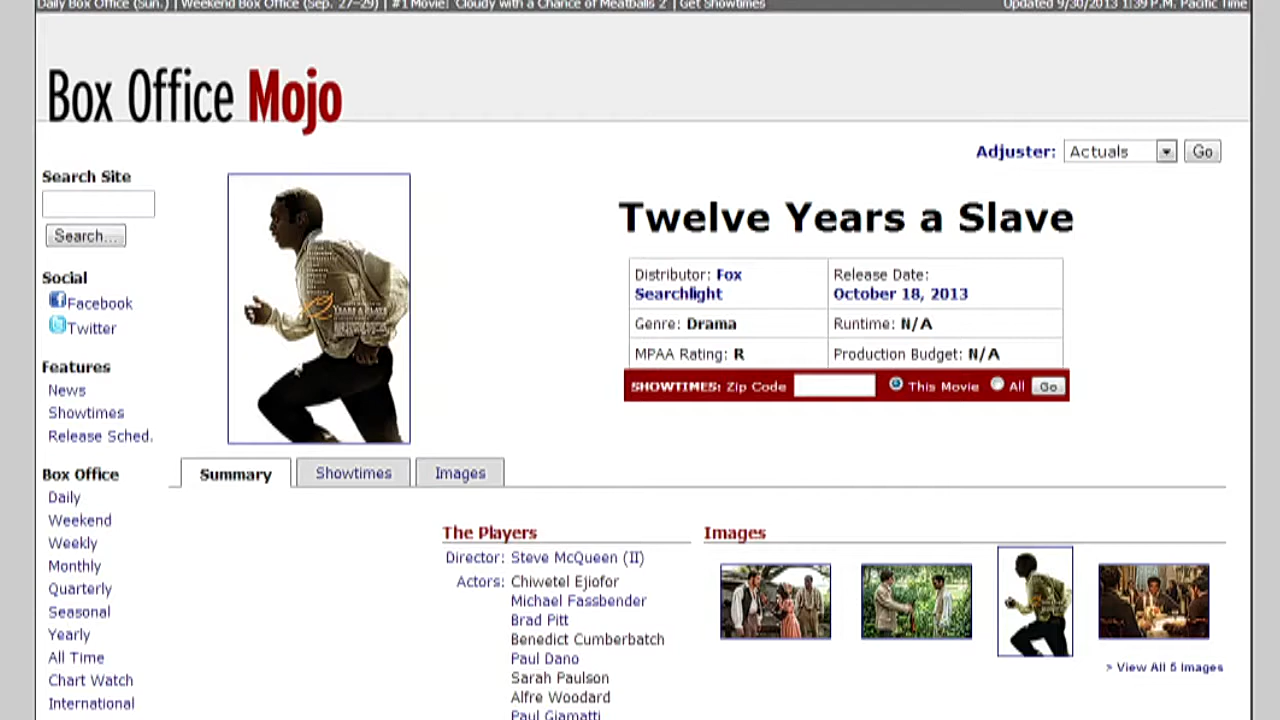 Daily Box Office (Sun.) | Weekend Box Office (Sep. 27–29) | #1 Movie: 'Cloudy with a Chance of Meatballs 2' | Get Showtimes
Updated 9/30/2013 1:39 P.M. Pacific Time
Box Office Mojo
Adjuster: Actuals Go
Search Site
Search...
Social
Facebook
Twitter
Features
News
Showtimes
Release Sched.
Box Office
Daily
Weekend
Weekly
Monthly
Quarterly
Seasonal
Yearly
All Time
Chart Watch
International
YEARS A SLAVE
Twelve Years a Slave
Distributor: Fox
Searchlight
Release Date:
October 18, 2013
Genre: Drama
Runtime: N/A
MPAA Rating: R
Production Budget: N/A
SHOWTIMES: Zip Code This Movie All Go
Summary
Showtimes
Images
The Players
Director: Steve McQueen (II)
Actors: Chiwetel Ejiofor
Michael Fassbender
Brad Pitt
Benedict Cumberbatch
Paul Dano
Sarah Paulson
Alfre Woodard
Paul Giamatti
Images
> View All 5 Images